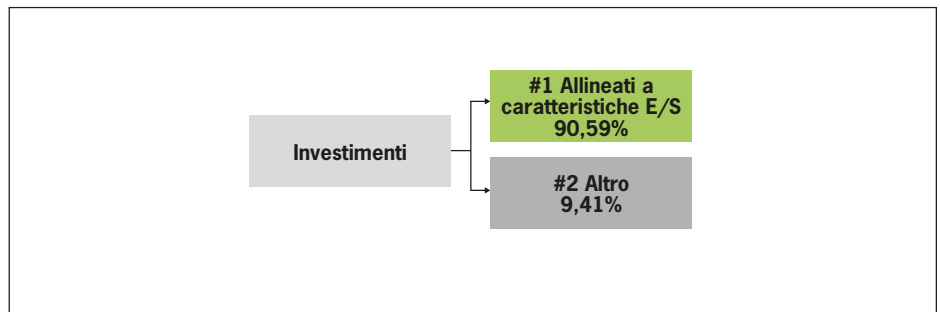 Investimenti
#1 Allineati a
caratteristiche E/S
90,59%
#2 Altro
9,41%